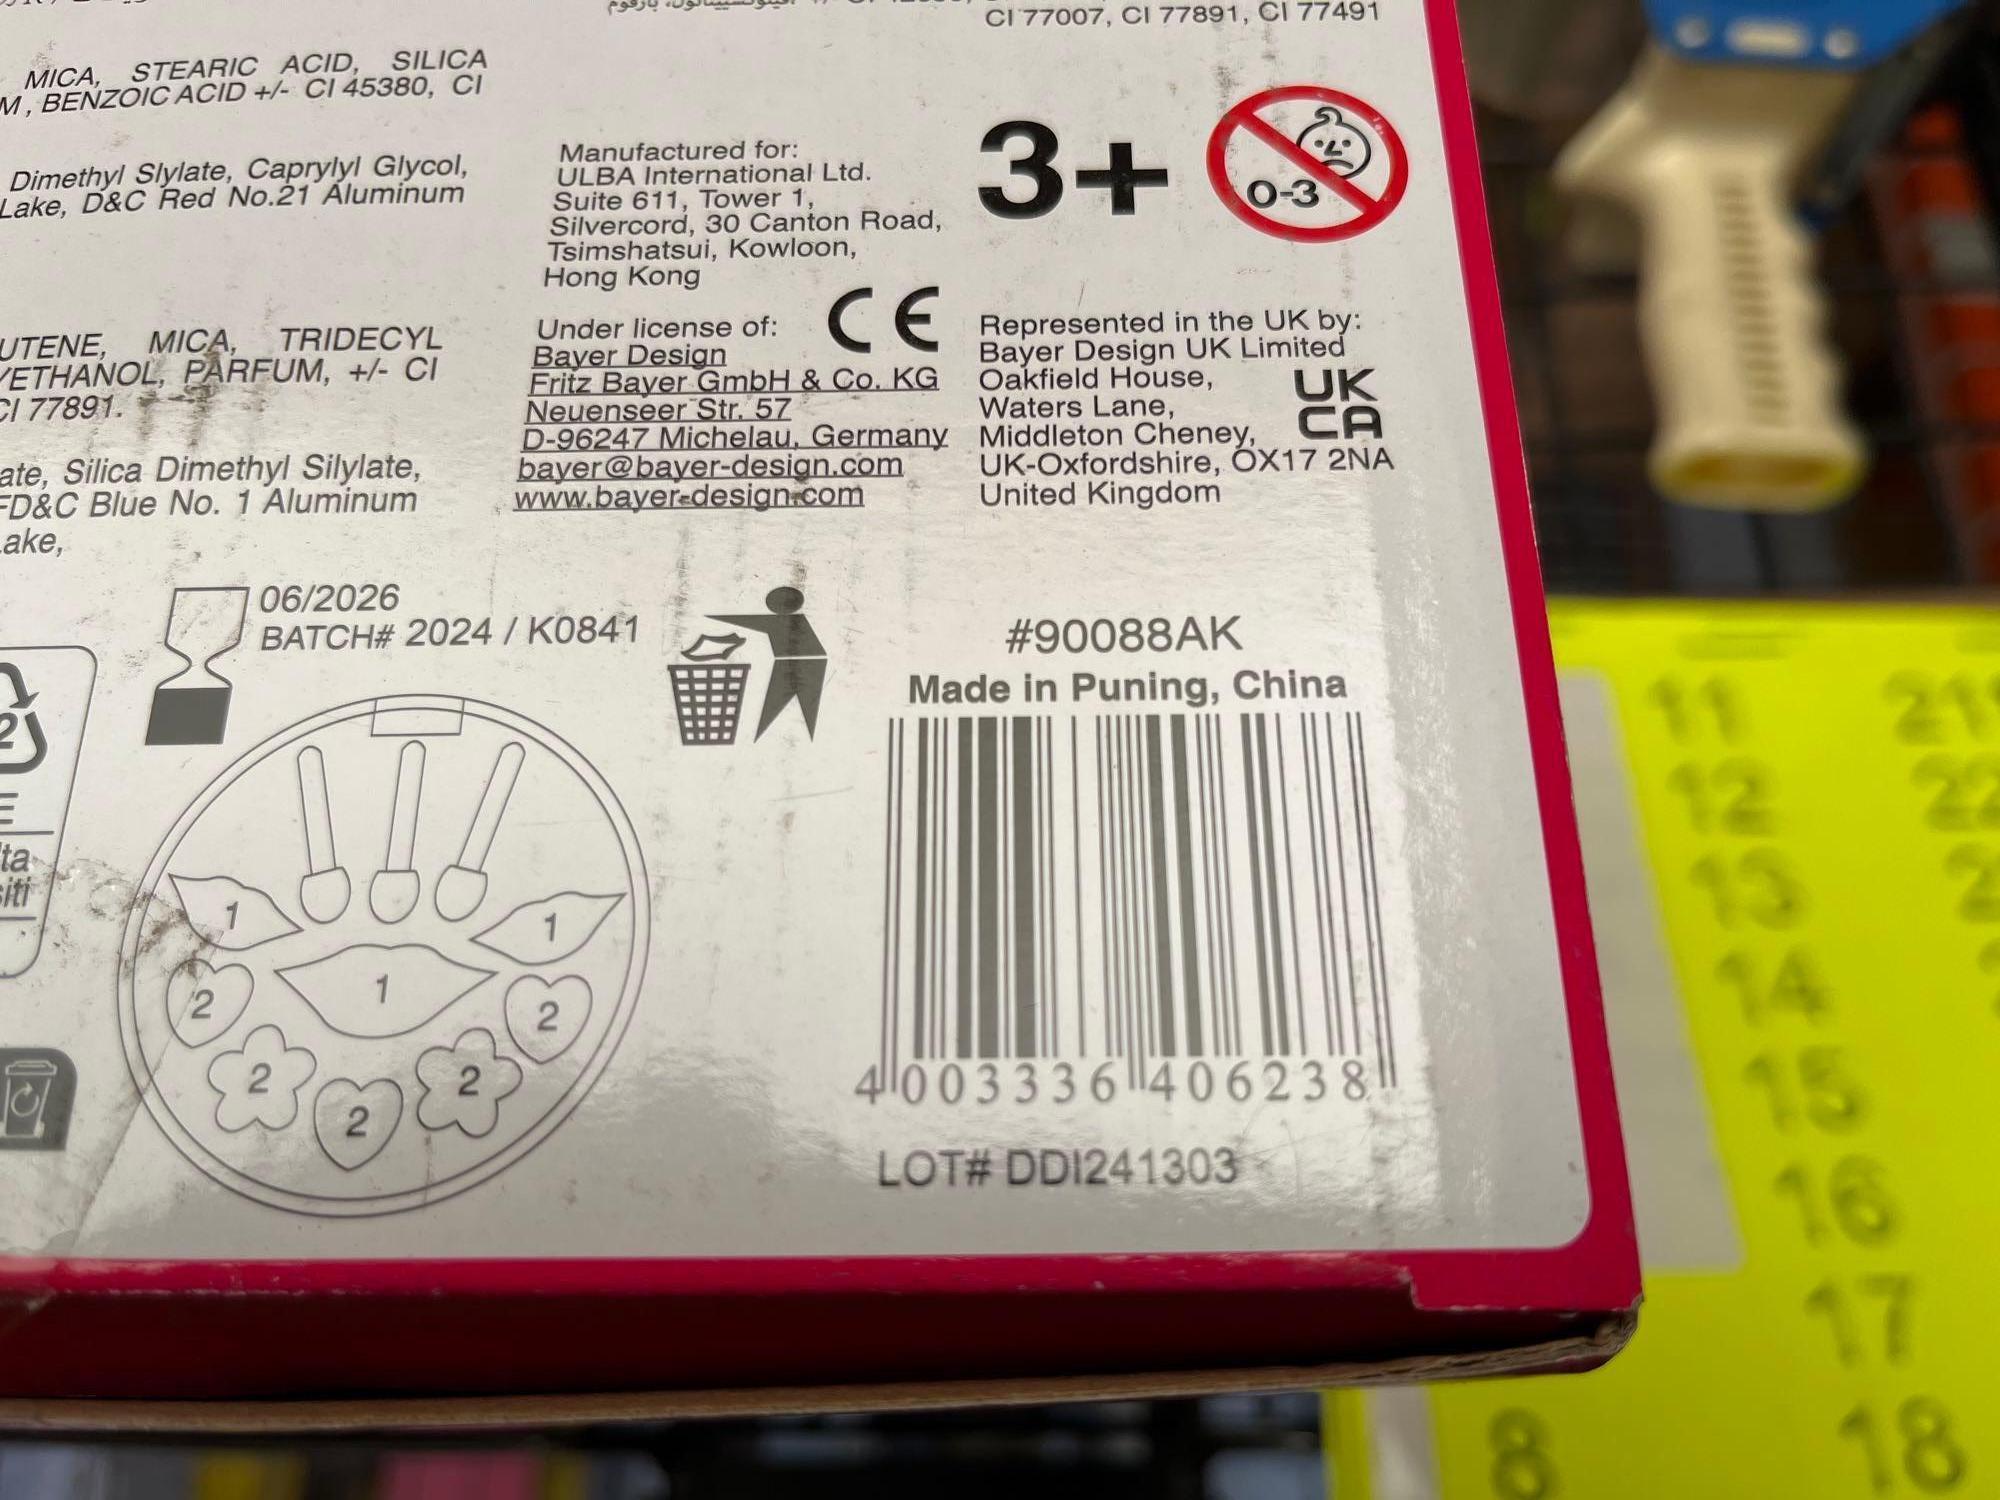 CI 77007, CI 77891, CI 77491
MICA, STEARIC ACID, SILICA
M, BENZOIC ACID +/- CI 45380, CI
Dimethyl Slylate, Caprylyl Glycol,
Lake, D&C Red No.21 Aluminum
UTENE, MICA, TRIDECYL
YETHANOL, PARFUM, +/- CI
CI 77891.
ate, Silica Dimethyl Silylate,
FD&C Blue No. 1 Aluminum
ake,
Manufactured for:
ULBA International Ltd.
Suite 611, Tower 1,
Silvercord, 30 Canton Road,
Tsimshatsui, Kowloon,
Hong Kong
3+
0-3
Under license of:
CE
Bayer Design
Fritz Bayer GmbH & Co. KG
Neuenseer Str. 57
D-96247 Michelau, Germany
bayer@bayer-design.com
www.bayer-design.com
Represented in the UK by:
Bayer Design UK Limited
Oakfield House,
Waters Lane,
Middleton Cheney,
UK-Oxfordshire, OX17 2NA
United Kingdom
UK
CA
06/2026
BATCH# 2024 / K0841
#90088AK
Made in Puning, China
4 003336 406238
LOT# DDI241303
1
1
1
2
2
2
2
2
ta
siti
11
12
22
13
14
15
16
17
8
18